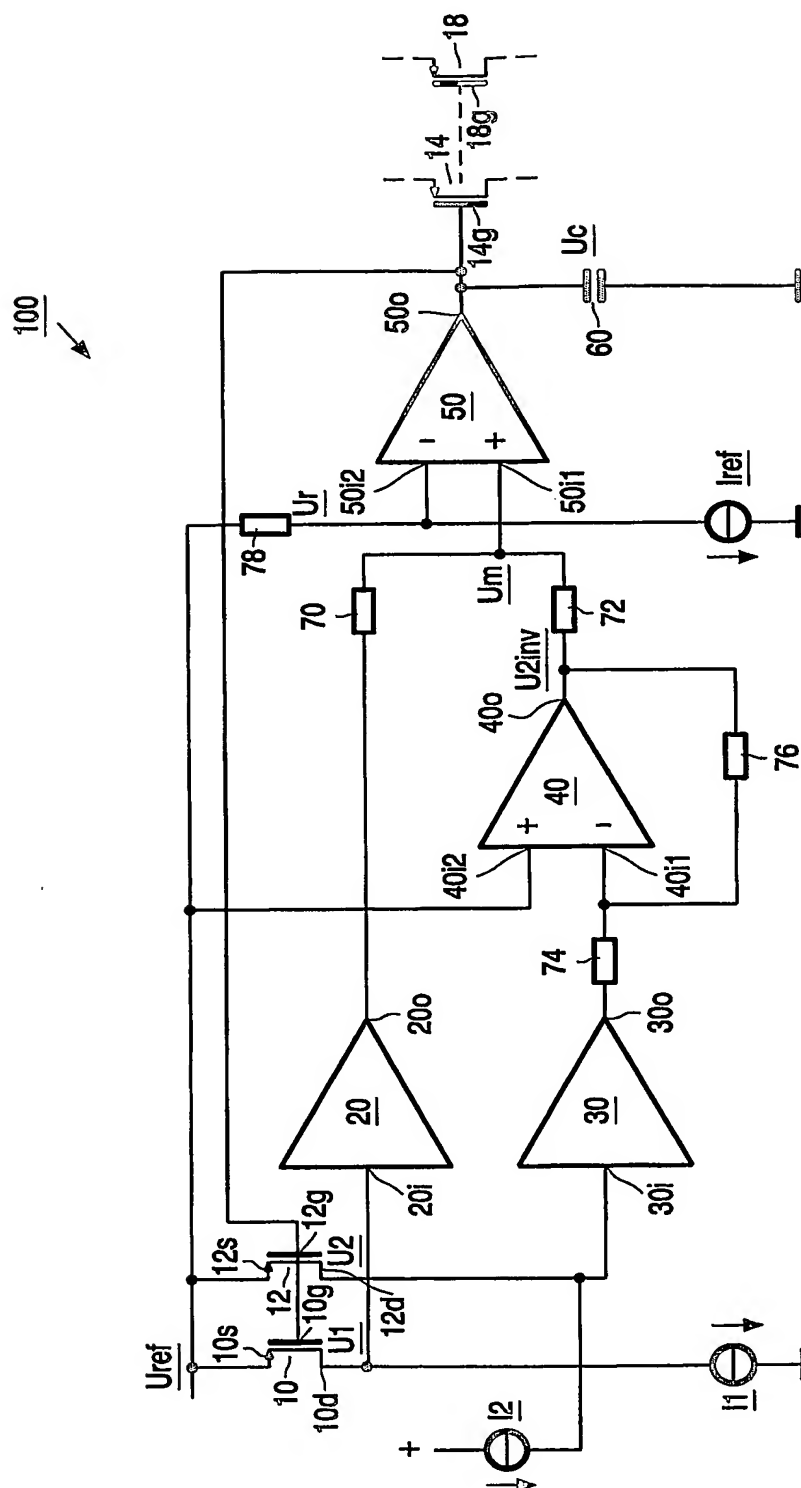 100
Uref
10s
12s
10
12
10g
12g
U1
U2
10d
12d
+
I2
I1
20i
20
20o
30i
30
30o
74
40i2
40i1
+
−
40
40o
U2inv
76
70
72
Um
78
Ur
50i2
50i1
−
+
50
50o
Iref
60
Uc
14
14g
18
18g